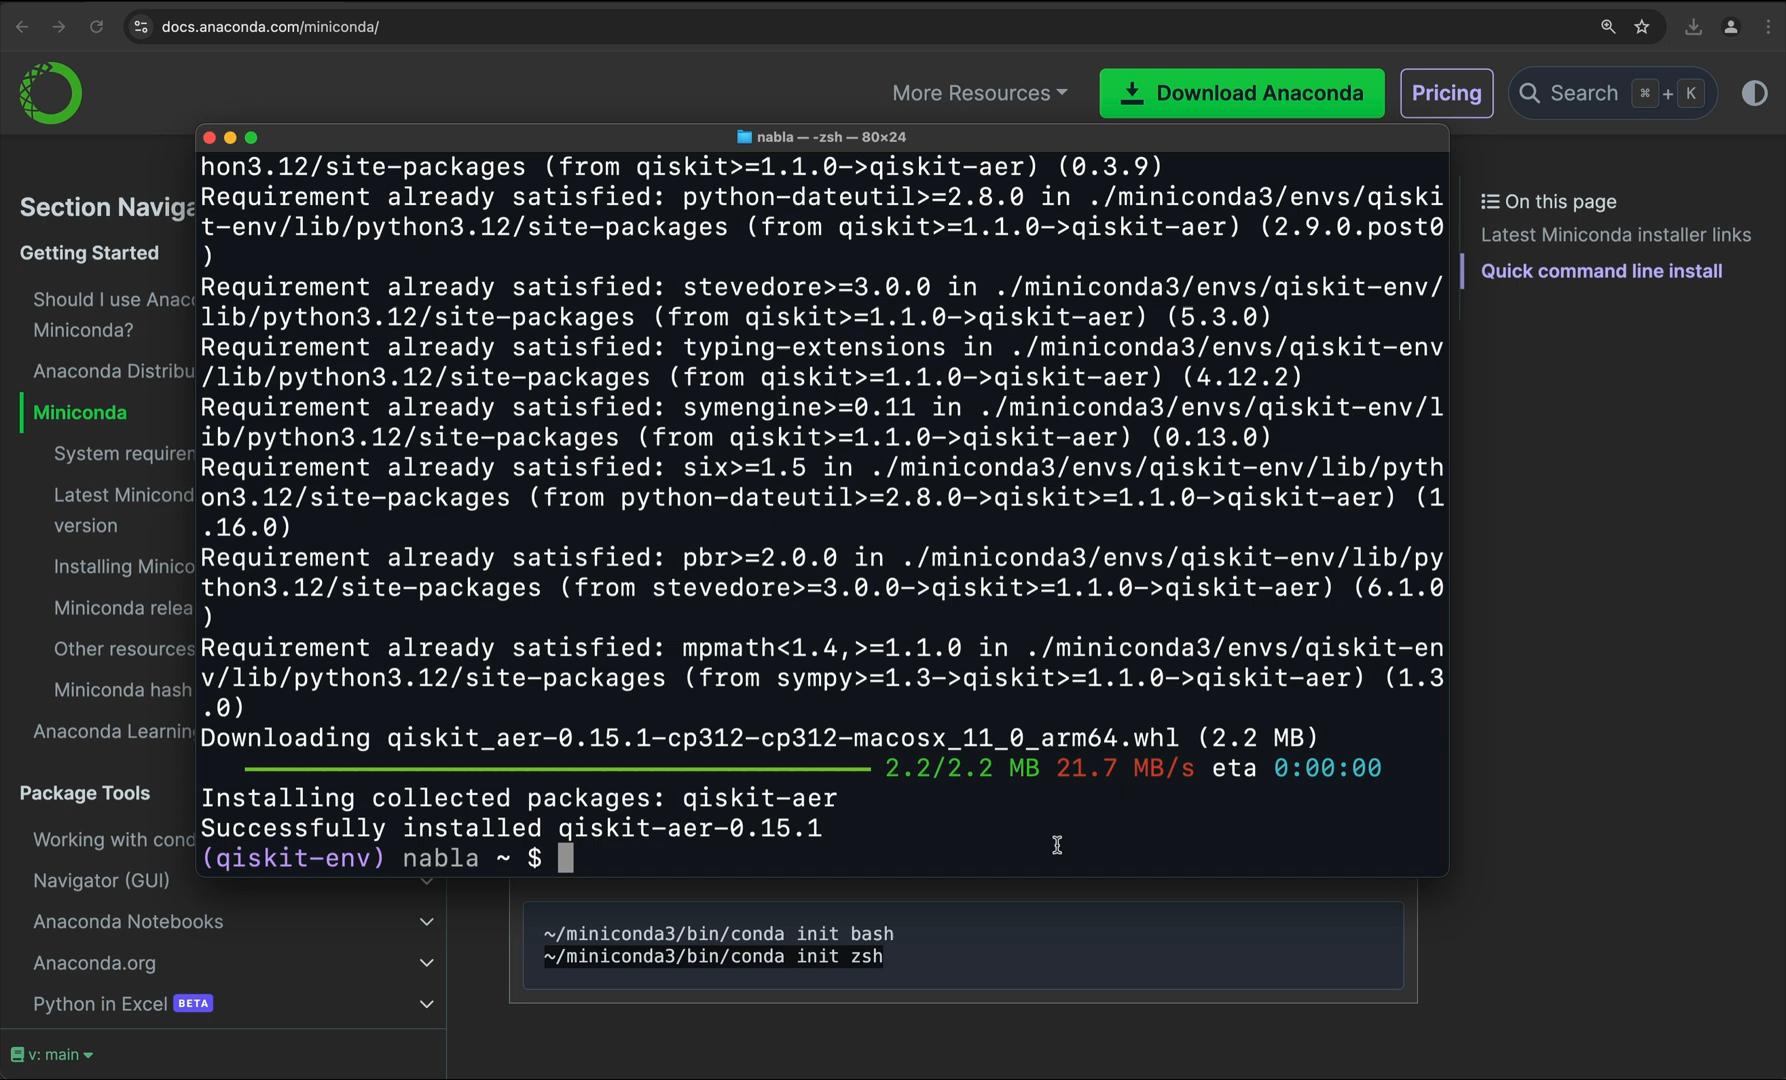 docs.anaconda.com/miniconda/
More Resources
Download Anaconda
Pricing
Search ⌘ + K
nabla — -zsh — 80×24
hon3.12/site-packages (from qiskit>=1.1.0->qiskit-aer) (0.3.9)
Requirement already satisfied: python-dateutil>=2.8.0 in ./miniconda3/envs/qiski
t-env/lib/python3.12/site-packages (from qiskit>=1.1.0->qiskit-aer) (2.9.0.post0
)
Requirement already satisfied: stevedore>=3.0.0 in ./miniconda3/envs/qiskit-env/
lib/python3.12/site-packages (from qiskit>=1.1.0->qiskit-aer) (5.3.0)
Requirement already satisfied: typing-extensions in ./miniconda3/envs/qiskit-env
/lib/python3.12/site-packages (from qiskit>=1.1.0->qiskit-aer) (4.12.2)
Requirement already satisfied: symengine>=0.11 in ./miniconda3/envs/qiskit-env/l
ib/python3.12/site-packages (from qiskit>=1.1.0->qiskit-aer) (0.13.0)
Requirement already satisfied: six>=1.5 in ./miniconda3/envs/qiskit-env/lib/pyth
on3.12/site-packages (from python-dateutil>=2.8.0->qiskit>=1.1.0->qiskit-aer) (1
.16.0)
Requirement already satisfied: pbr>=2.0.0 in ./miniconda3/envs/qiskit-env/lib/py
thon3.12/site-packages (from stevedore>=3.0.0->qiskit>=1.1.0->qiskit-aer) (6.1.0
)
Requirement already satisfied: mpmath<1.4,>=1.1.0 in ./miniconda3/envs/qiskit-en
v/lib/python3.12/site-packages (from sympy>=1.3->qiskit>=1.1.0->qiskit-aer) (1.3
.0)
Downloading qiskit_aer-0.15.1-cp312-cp312-macosx_11_0_arm64.whl (2.2 MB)
2.2/2.2 MB 21.7 MB/s eta 0:00:00
Installing collected packages: qiskit-aer
Successfully installed qiskit-aer-0.15.1
(qiskit-env) nabla ~ $
Section Naviga
Getting Started
Should I use Anaco
Miniconda?
Anaconda Distribu
Miniconda
System requirem
Latest Minicond
version
Installing Minico
Miniconda relea
Other resources
Miniconda hash
Anaconda Learnin
Package Tools
Working with cond
Navigator (GUI)
Anaconda Notebooks
Anaconda.org
Python in Excel BETA
v: main
On this page
Latest Miniconda installer links
Quick command line install
~/miniconda3/bin/conda init bash
~/miniconda3/bin/conda init zsh